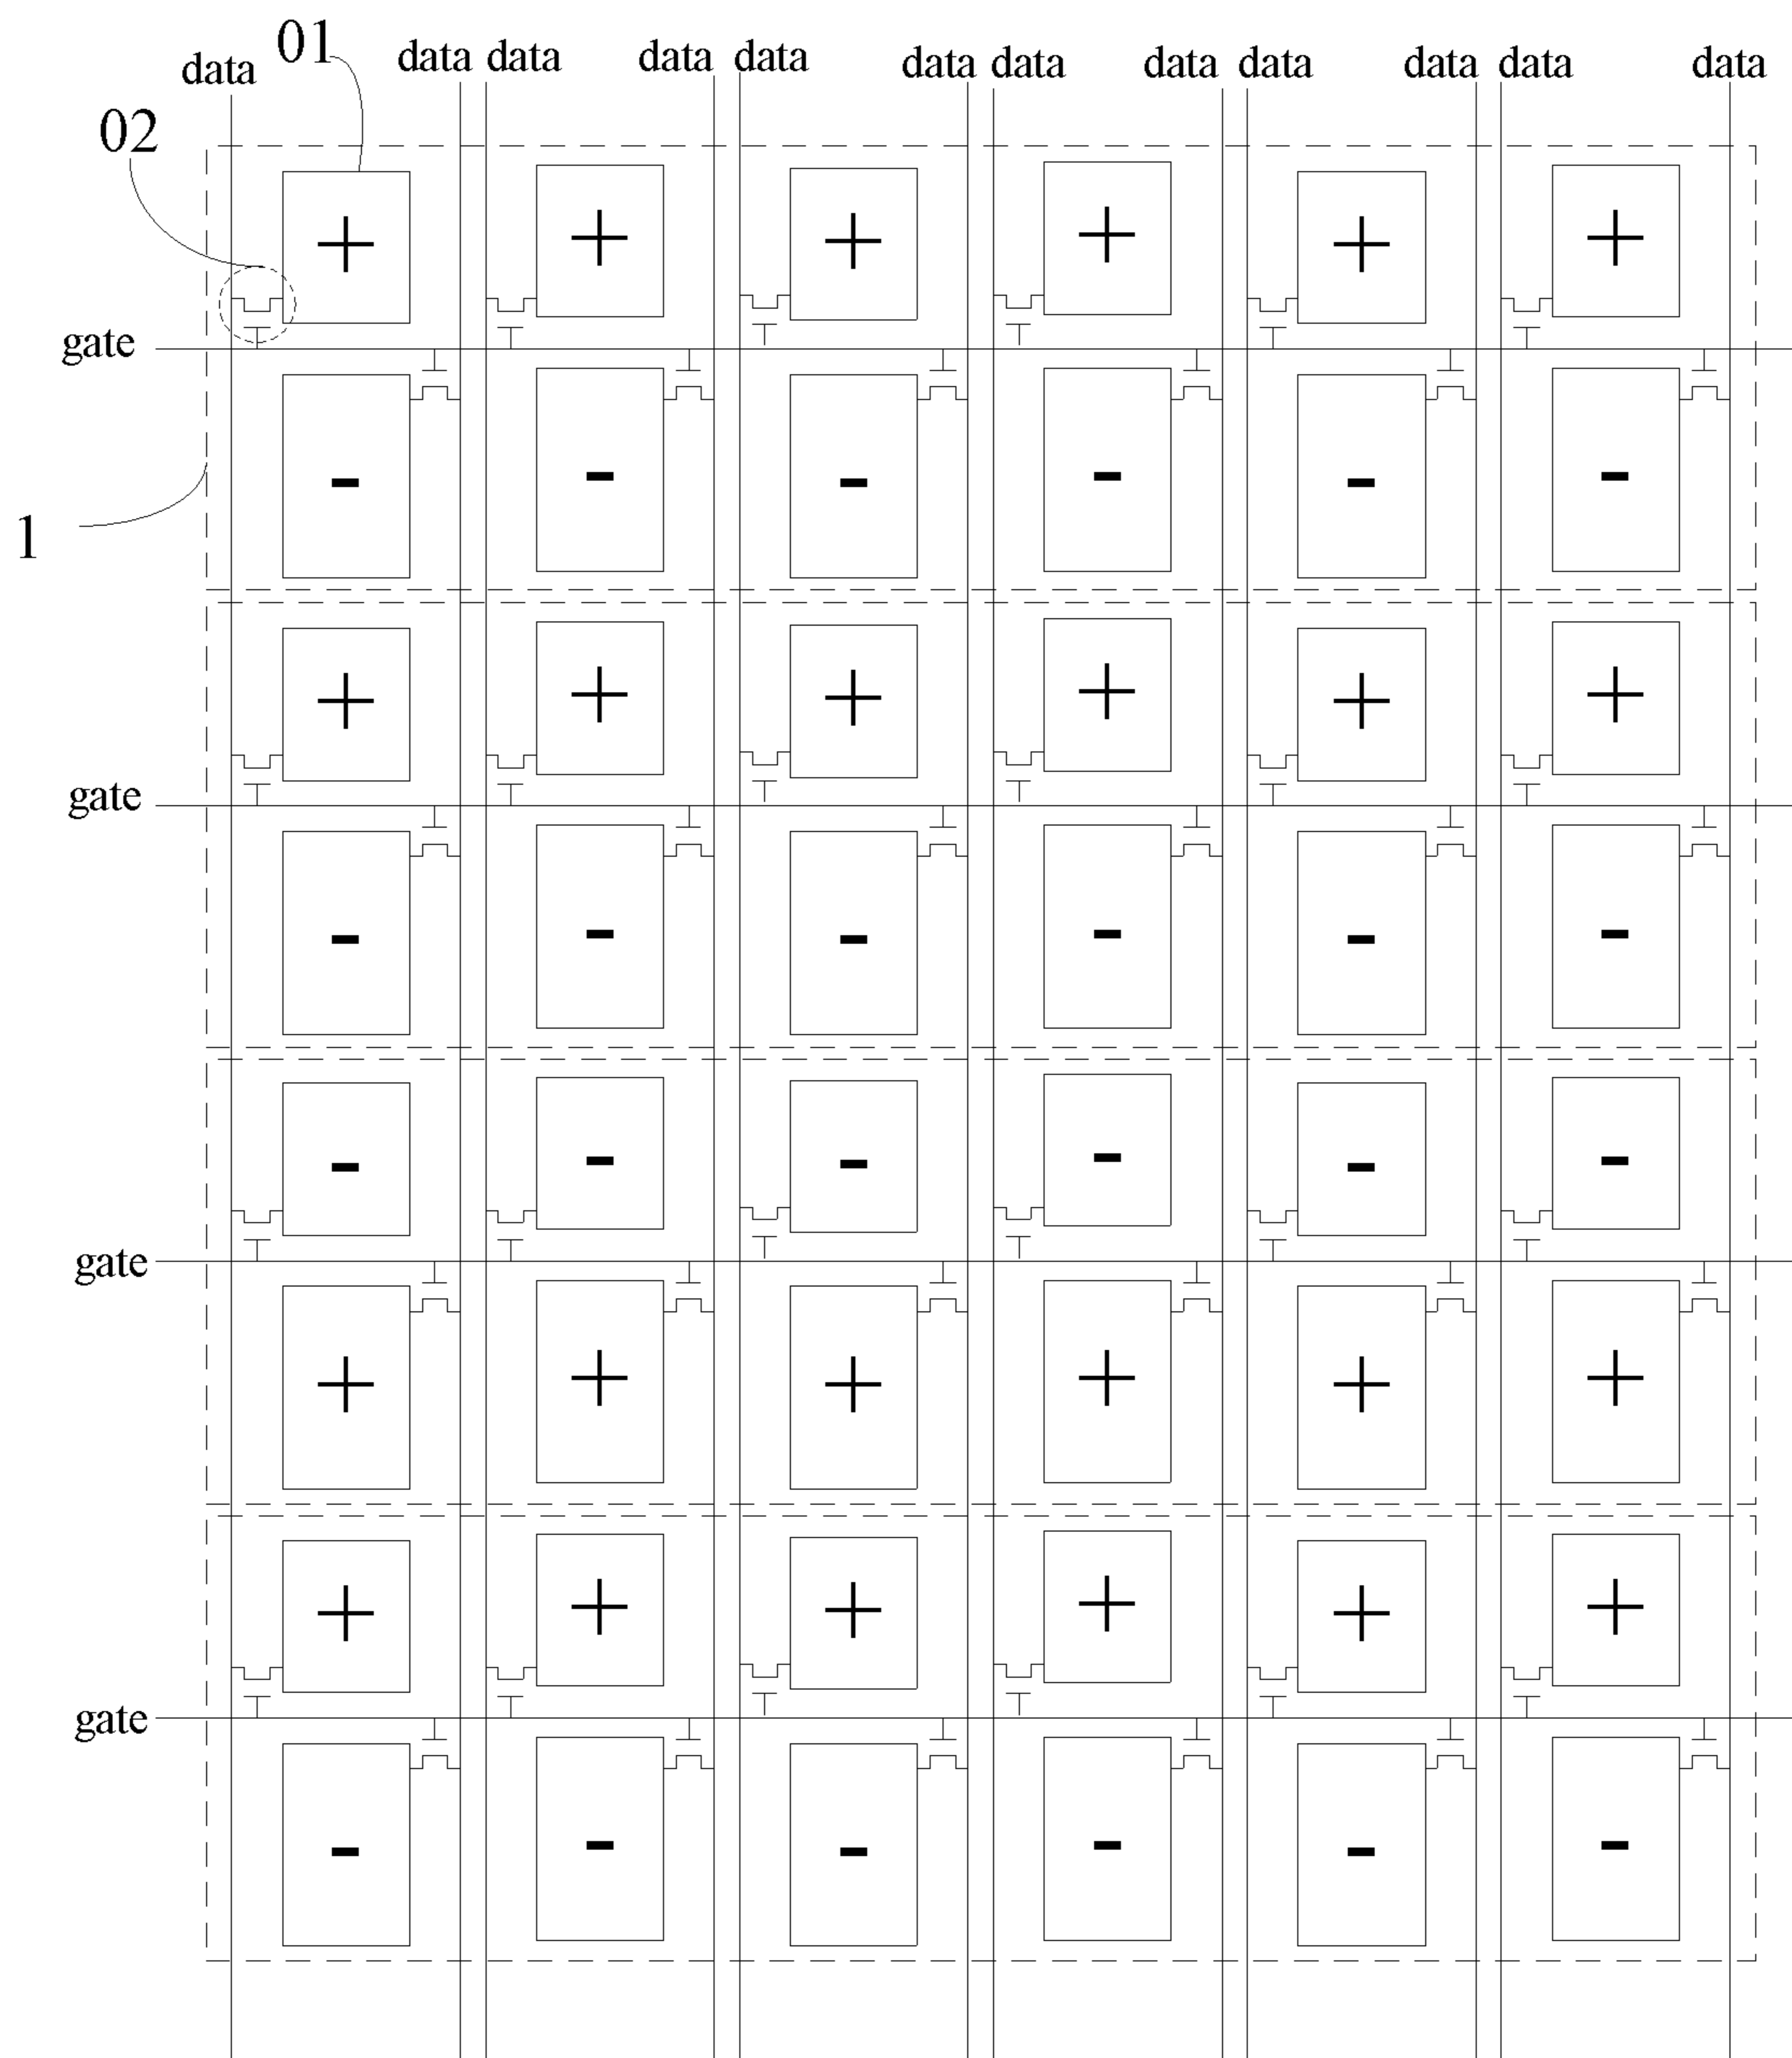 01
data data data data data data data data data data data data
02
+ + + + + +
gate
- - - - - -
1
+ + + + + +
gate
- - - - - -
- - - - - -
gate
+ + + + + +
+ + + + + +
gate
- - - - - -